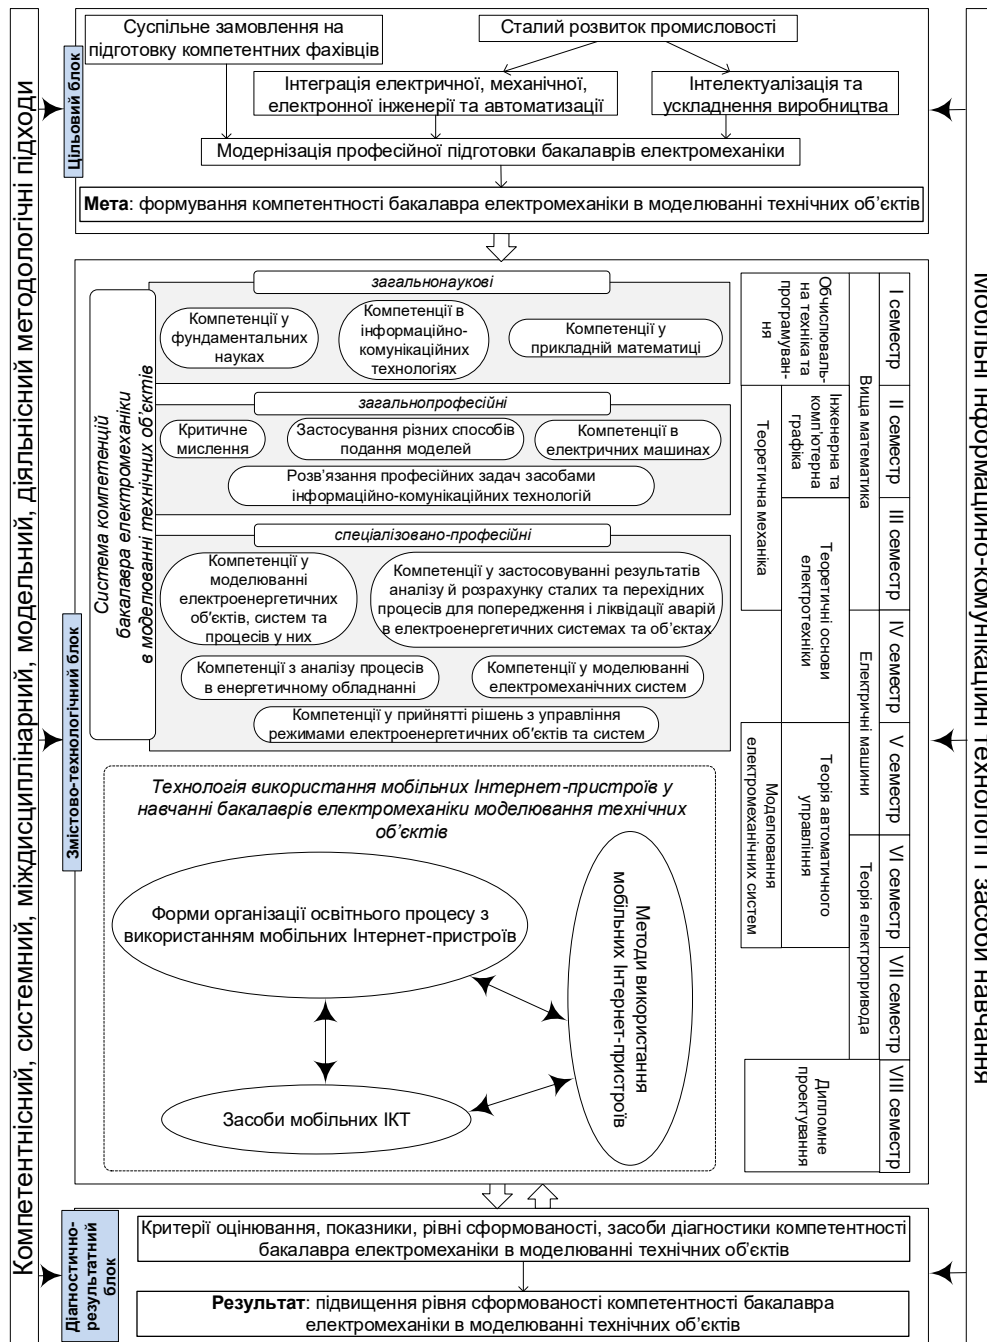 Компетентнісний, системний, міждисциплінарний, модельний, діяльнісний методологічні підходи
Цільовий блок
Суспільне замовлення на
підготовку компетентних фахівців
Сталий розвиток промисловості
Інтеграція електричної, механічної,
електронної інженерії та автоматизації
Інтелектуалізація та
ускладнення виробництва
Модернізація професійної підготовки бакалаврів електромеханіки
Мета: формування компетентності бакалавра електромеханіки в моделюванні технічних об'єктів
Змістово-технологічний блок
Система компетенцій
бакалавра електромеханіки
в моделюванні технічних об'єктів
загальнонаукові
Компетенції у
фундаментальних
науках
Компетенції в
інформаційно-
комунікаційних
технологіях
Компетенції у
прикладній математиці
загальнопрофесійні
Критичне
мислення
Застосування різних способів
подання моделей
Компетенції в
електричних машинах
Розв'язання професійних задач засобами
інформаційно-комунікаційних технологій
спеціалізовано-професійні
Компетенції у
моделюванні
електроенергетичних
об'єктів, систем та
процесів у них
Компетенції у застосовуванні результатів
аналізу й розрахунку сталих та перехідних
процесів для попередження і ліквідації аварій
в електроенергетичних системах та об'єктах
Компетенції з аналізу процесів
в енергетичному обладнанні
Компетенції у моделюванні
електромеханічних систем
Компетенції у прийнятті рішень з управління
режимами електроенергетичних об'єктів та систем
Технологія використання мобільних Інтернет-пристроїв у
навчанні бакалаврів електромеханіки моделювання технічних
об'єктів
Форми організації освітнього процесу з
використанням мобільних Інтернет-пристроїв
Методи використання
мобільних Інтернет-пристроїв
Засоби мобільних ІКТ
І семестр
ІІ семестр
ІІІ семестр
IV семестр
V семестр
VI семестр
VII семестр
VIII семестр
Вища математика
Електричні машини
Теорія електропривода
Обчислюваль-
на техніка та
програмуван-
ня
Інженерна та
комп'ютерна
графіка
Теоретичні основи
електротехніки
Теорія автоматичного
управління
Теоретична механіка
Моделювання
електромеханічних систем
Дипломне
проектування
Діагностично-
результатний
блок
Критерії оцінювання, показники, рівні сформованості, засоби діагностики компетентності
бакалавра електромеханіки в моделюванні технічних об'єктів
Результат: підвищення рівня сформованості компетентності бакалавра
електромеханіки в моделюванні технічних об'єктів
Мобільні інформаційно-комунікаційні технології і засоби навчання